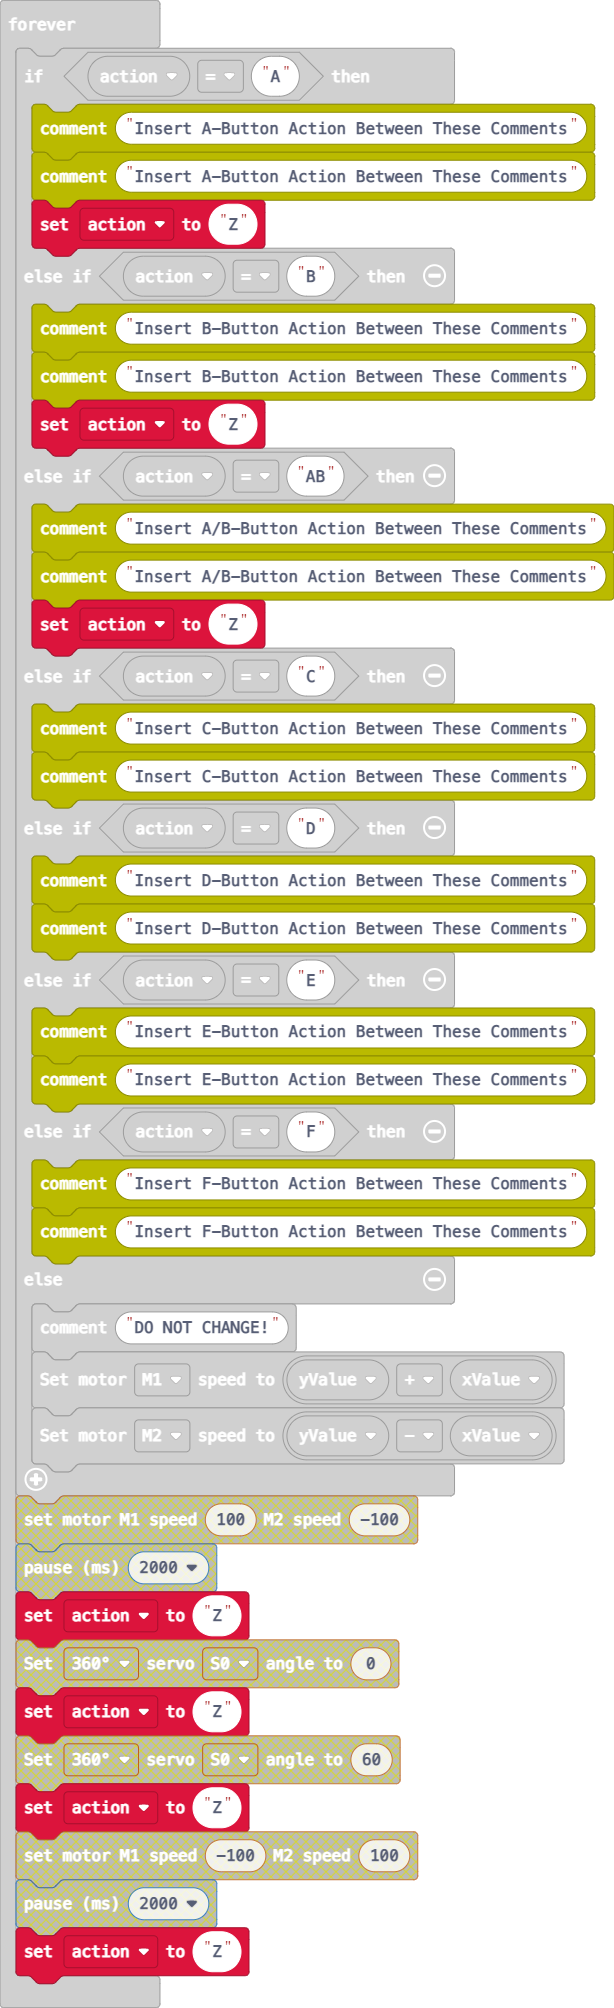 forever
if action = "A" then
comment "Insert A-Button Action Between These Comments"
comment "Insert A-Button Action Between These Comments"
set action to "Z"
else if action = "B" then
comment "Insert B-Button Action Between These Comments"
comment "Insert B-Button Action Between These Comments"
set action to "Z"
else if action = "AB" then
comment "Insert A/B-Button Action Between These Comments"
comment "Insert A/B-Button Action Between These Comments"
set action to "Z"
else if action = "C" then
comment "Insert C-Button Action Between These Comments"
comment "Insert C-Button Action Between These Comments"
else if action = "D" then
comment "Insert D-Button Action Between These Comments"
comment "Insert D-Button Action Between These Comments"
else if action = "E" then
comment "Insert E-Button Action Between These Comments"
comment "Insert E-Button Action Between These Comments"
else if action = "F" then
comment "Insert F-Button Action Between These Comments"
comment "Insert F-Button Action Between These Comments"
else
comment "DO NOT CHANGE!"
Set motor M1 speed to yValue + xValue
Set motor M2 speed to yValue - xValue
set motor M1 speed 100 M2 speed -100
pause (ms) 2000
set action to "Z"
Set 360° servo S0 angle to 0
set action to "Z"
Set 360° servo S0 angle to 60
set action to "Z"
set motor M1 speed -100 M2 speed 100
pause (ms) 2000
set action to "Z"